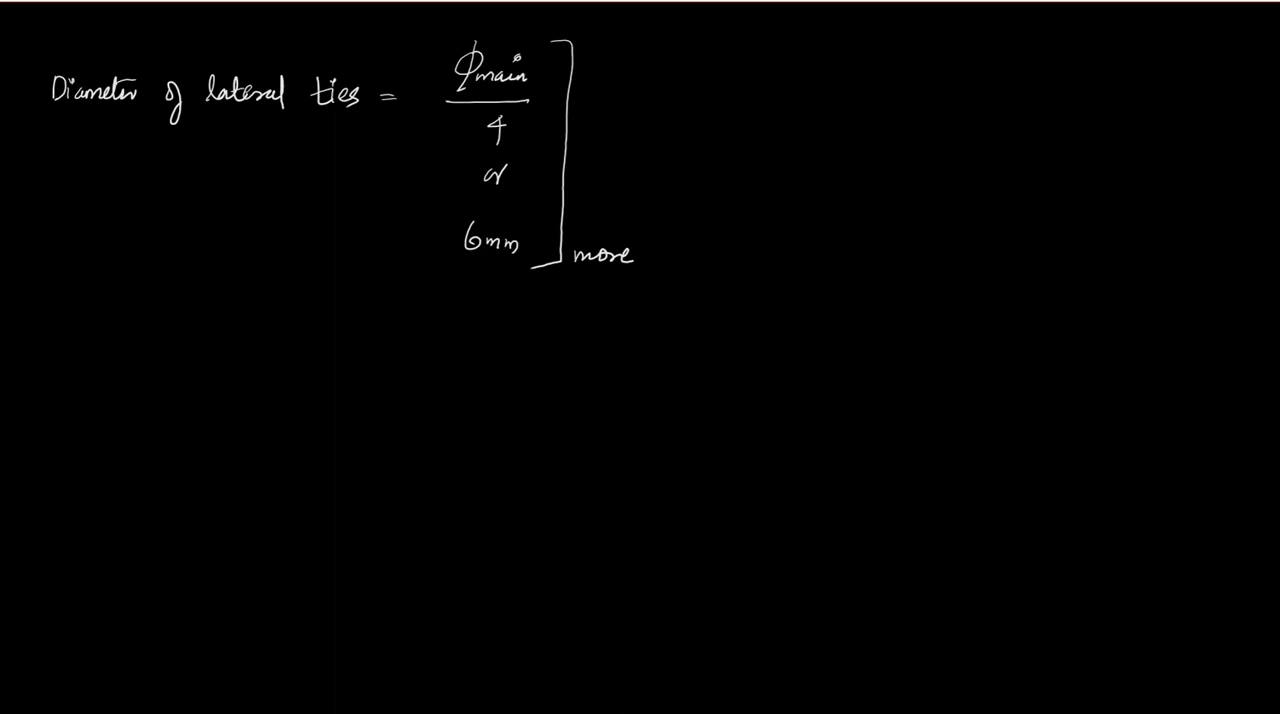 Diameter of lateral ties = ϕmain
4
or
6mm
more